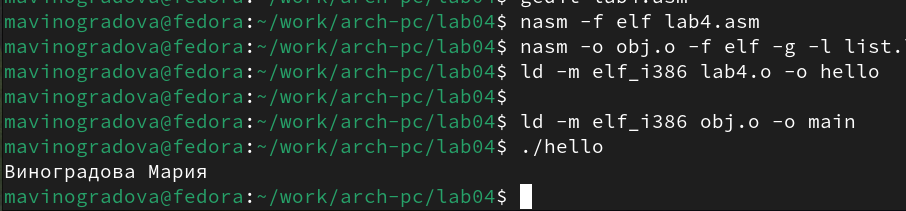 mavinogradova@fedora:~/work/arch-pc/lab04$ gedit lab4.asm
mavinogradova@fedora:~/work/arch-pc/lab04$ nasm -f elf lab4.asm
mavinogradova@fedora:~/work/arch-pc/lab04$ nasm -o obj.o -f elf -g -l list.
mavinogradova@fedora:~/work/arch-pc/lab04$ ld -m elf_i386 lab4.o -o hello
mavinogradova@fedora:~/work/arch-pc/lab04$
mavinogradova@fedora:~/work/arch-pc/lab04$ ld -m elf_i386 obj.o -o main
mavinogradova@fedora:~/work/arch-pc/lab04$ ./hello
Виноградова Мария
mavinogradova@fedora:~/work/arch-pc/lab04$